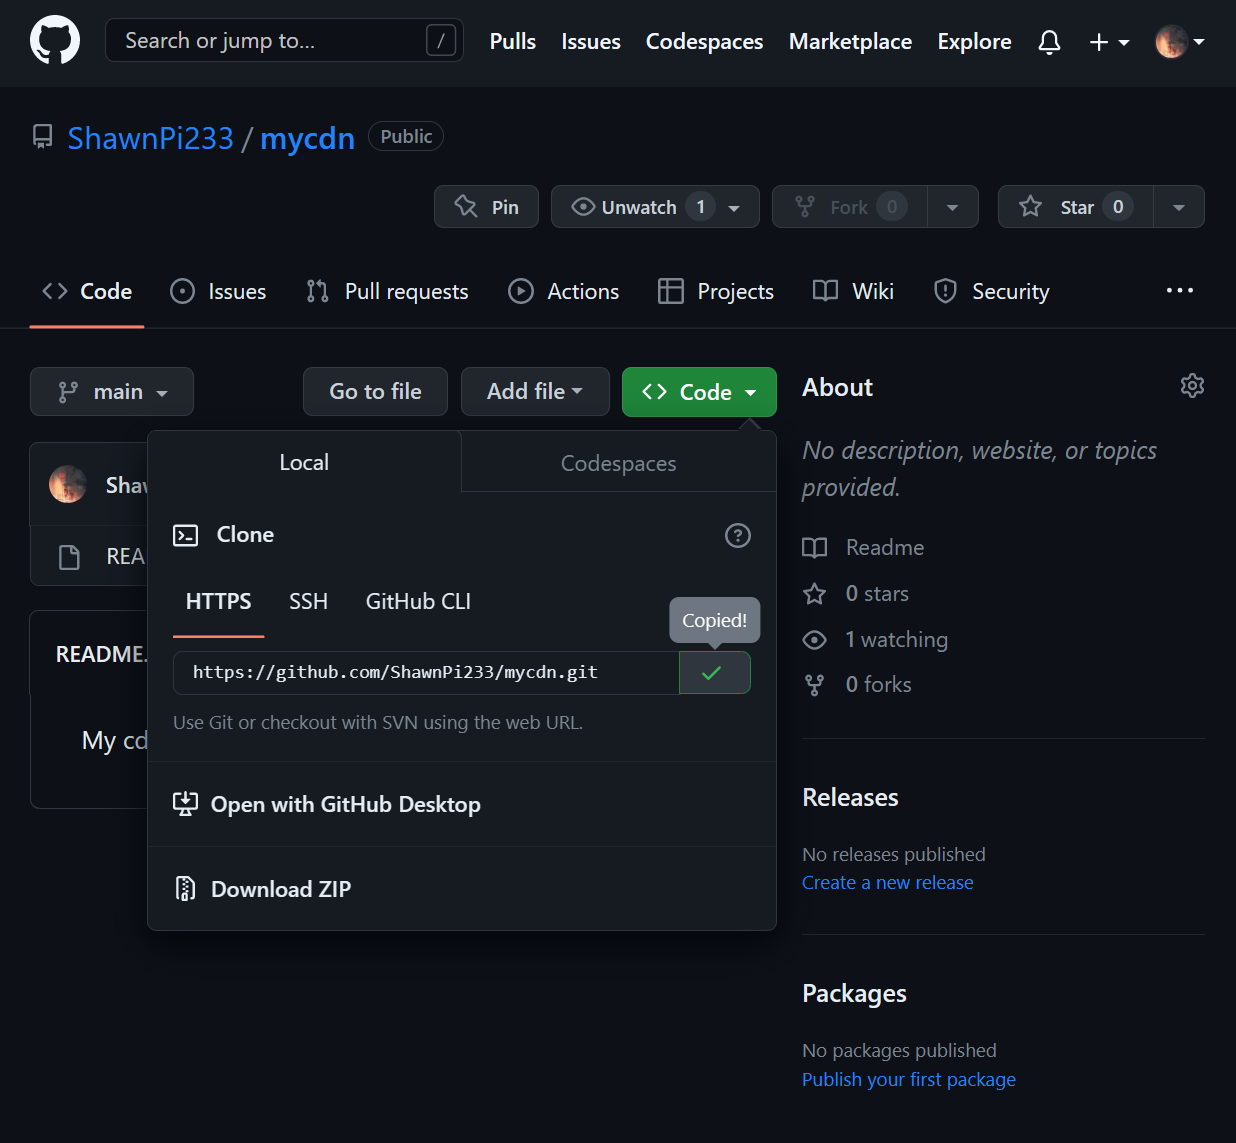 Search or jump to... / Pulls Issues Codespaces Marketplace Explore
ShawnPi233 / mycdn Public
Pin Unwatch 1 Fork 0 Star 0
Code Issues Pull requests Actions Projects Wiki Security
main Go to file Add file Code
Shaw
REA
README.
My cd
Local Codespaces
Clone
HTTPS SSH GitHub CLI
Copied!
https://github.com/ShawnPi233/mycdn.git
Use Git or checkout with SVN using the web URL.
Open with GitHub Desktop
Download ZIP
About
No description, website, or topics
provided.
Readme
0 stars
1 watching
0 forks
Releases
No releases published
Create a new release
Packages
No packages published
Publish your first package